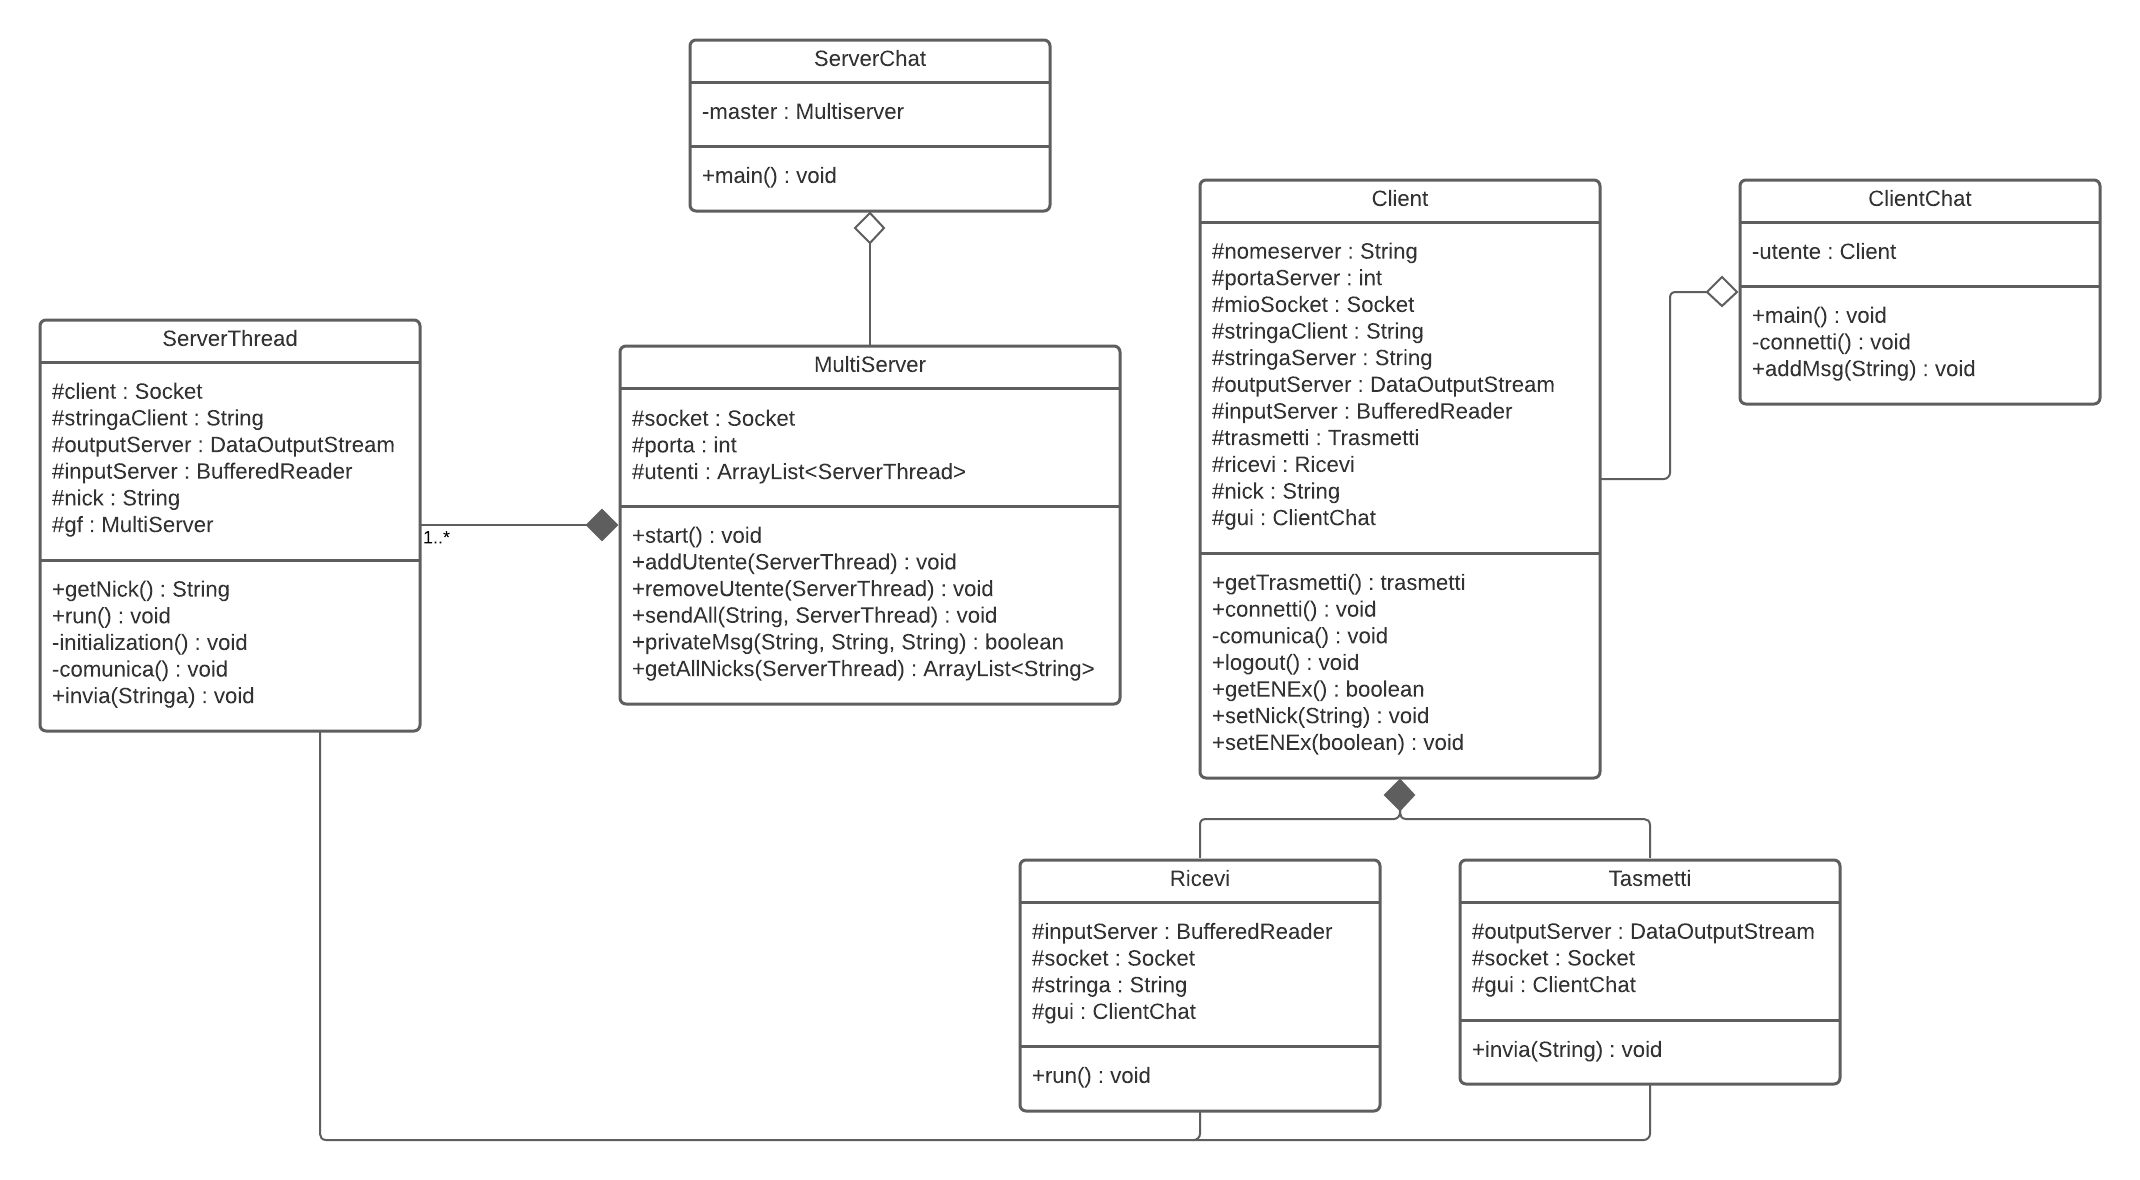 ServerChat
-master : Multiserver
+main() : void
ServerThread
#client : Socket
#stringaClient : String
#outputServer : DataOutputStream
#inputServer : BufferedReader
#nick : String
#gf : MultiServer
+getNick() : String
+run() : void
-initialization() : void
-comunica() : void
+invia(Stringa) : void
1..*
MultiServer
#socket : Socket
#porta : int
#utenti : ArrayList<ServerThread>
+start() : void
+addUtente(ServerThread) : void
+removeUtente(ServerThread) : void
+sendAll(String, ServerThread) : void
+privateMsg(String, String, String) : boolean
+getAllNicks(ServerThread) : ArrayList<String>
Client
#nomeserver : String
#portaServer : int
#mioSocket : Socket
#stringaClient : String
#stringaServer : String
#outputServer : DataOutputStream
#inputServer : BufferedReader
#trasmetti : Trasmetti
#ricevi : Ricevi
#nick : String
#gui : ClientChat
+getTrasmetti() : trasmetti
+connetti() : void
-comunica() : void
+logout() : void
+getENEx() : boolean
+setNick(String) : void
+setENEx(boolean) : void
ClientChat
-utente : Client
+main() : void
-connetti() : void
+addMsg(String) : void
Ricevi
#inputServer : BufferedReader
#socket : Socket
#stringa : String
#gui : ClientChat
+run() : void
Tasmetti
#outputServer : DataOutputStream
#socket : Socket
#gui : ClientChat
+invia(String) : void